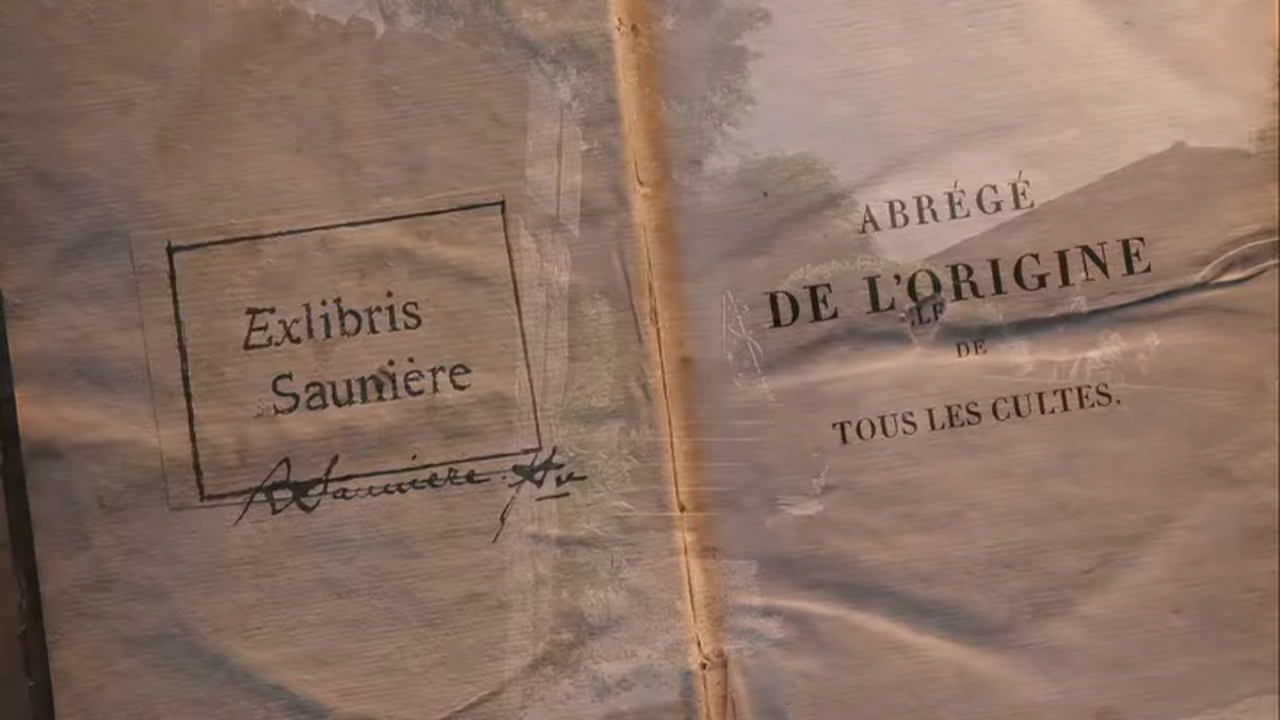 Exlibris
Saunière
ABRÉGÉ
DE L'ORIGINE
DE
TOUS LES CULTES.